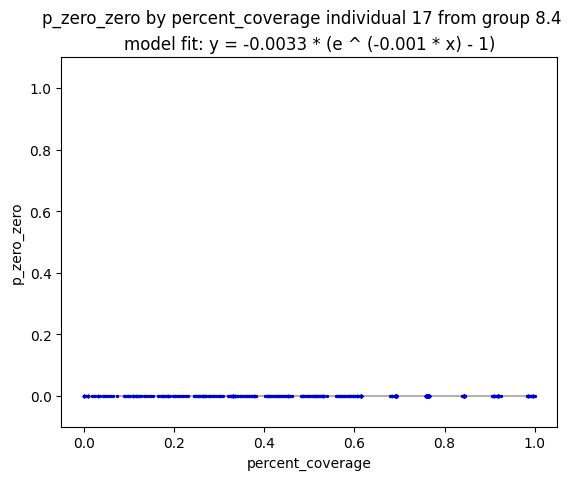 p_zero_zero by percent_coverage individual 17 from group 8.4
model fit: y = -0.0033 * (e ^ (-0.001 * x) - 1)
1.0
0.8
0.6
0.4
0.2
0.0
p_zero_zero
0.0 0.2 0.4 0.6 0.8 1.0
percent_coverage